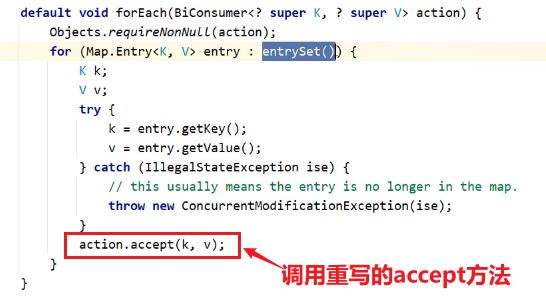 default void forEach(BiConsumer<? super K, ? super V> action) {
    Objects.requireNonNull(action);
    for (Map.Entry<K, V> entry : entrySet()) {
        K k;
        V v;
        try {
            k = entry.getKey();
            v = entry.getValue();
        } catch (IllegalStateException ise) {
            // this usually means the entry is no longer in the map.
            throw new ConcurrentModificationException(ise);
        }
        action.accept(k, v);
    }
调用重写的accept方法
}